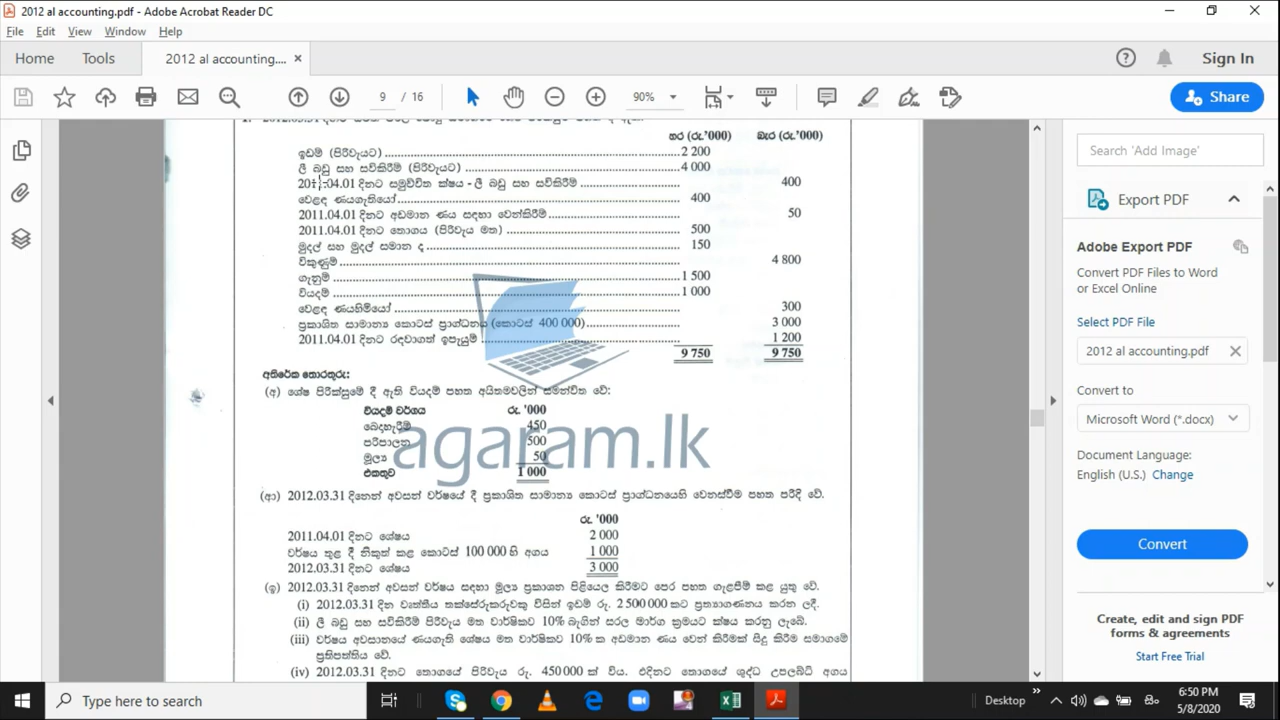 2012 al accounting.pdf - Adobe Acrobat Reader DC
File Edit View Window Help
Home Tools 2012 al accounting.... × Sign In
9 / 16 90% Share
හර (රු.'000) බැර (රු.'000)
ඉඩම් (පිරිවැයට) 2 200
ලී බඩු සහ සවිකිරීම් (පිරිවැයට) 4 000
2011.04.01 දිනට සමුච්චිත ක්ෂය - ලී බඩු සහ සවිකිරීම් 400
වෙළඳ ණයගැතියෝ 400
2011.04.01 දිනට අඩමාන ණය සඳහා වෙන්කිරීම් 50
2011.04.01 දිනට තොගය (පිරිවැය මත) 500
මුදල් සහ මුදල් සමාන ද 150
විකුණුම් 4 800
ගැනුම් 1 500
වියදම් 1 000
වෙළඳ ණයහිමියෝ 300
ප්‍රකාශිත සාමාන්‍ය කොටස් ප්‍රාග්ධනය (කොටස් 400 000) 3 000
2011.04.01 දිනට රඳවාගත් ඉපැයුම් 1 200
9 750 9 750
අතිරේක තොරතුරු:
(අ) ශේෂ පිරික්සුමේ දී ඇති වියදම් පහත අයිතමවලින් සමන්විත වේ:
වියදම් වර්ගය රු. '000
බෙදාහැරීම් 450
පරිපාලන 500
මූල්‍ය 50
එකතුව 1 000
agaram.lk
(ආ) 2012.03.31 දිනෙන් අවසන් වර්ෂයේ දී ප්‍රකාශිත සාමාන්‍ය කොටස් ප්‍රාග්ධනයෙහි වෙනස්වීම් පහත පරිදි වේ.
රු. '000
2011.04.01 දිනට ශේෂය 2 000
වර්ෂය තුළ දී නිකුත් කළ කොටස් 100 000 හි අගය 1 000
2012.03.31 දිනට ශේෂය 3 000
(ඉ) 2012.03.31 දිනෙන් අවසන් වර්ෂය සඳහා මූල්‍ය ප්‍රකාශන පිළියෙල කිරීමට පෙර පහත ගැළපීම් කළ යුතු වේ.
(i) 2012.03.31 දින වෘත්තීය තක්සේරුකරුවකු විසින් ඉඩම් රු. 2 500 000 කට ප්‍රත්‍යාගණනය කරන ලදී.
(ii) ලී බඩු සහ සවිකිරීම් පිරිවැය මත වාර්ෂිකව 10% බැගින් සරල මාර්ග ක්‍රමයට ක්ෂය කරනු ලැබේ.
(iii) වර්ෂය අවසානයේ ණයගැති ශේෂය මත වාර්ෂිකව 10% ක අඩමාන ණය වෙන් කිරීමක් සිදු කිරීම සමාගමේ
ප්‍රතිපත්තිය වේ.
(iv) 2012.03.31 දිනට තොගයේ පිරිවැය රු. 450 000 ක් විය. එදිනට තොගයේ ශුද්ධ උපලබ්ධි අගය
Search 'Add Image'
Export PDF
Adobe Export PDF
Convert PDF Files to Word
or Excel Online
Select PDF File
2012 al accounting.pdf ×
Convert to
Microsoft Word (*.docx)
Document Language:
English (U.S.) Change
Convert
Create, edit and sign PDF
forms & agreements
Start Free Trial
Type here to search
Desktop
6:50 PM
5/8/2020